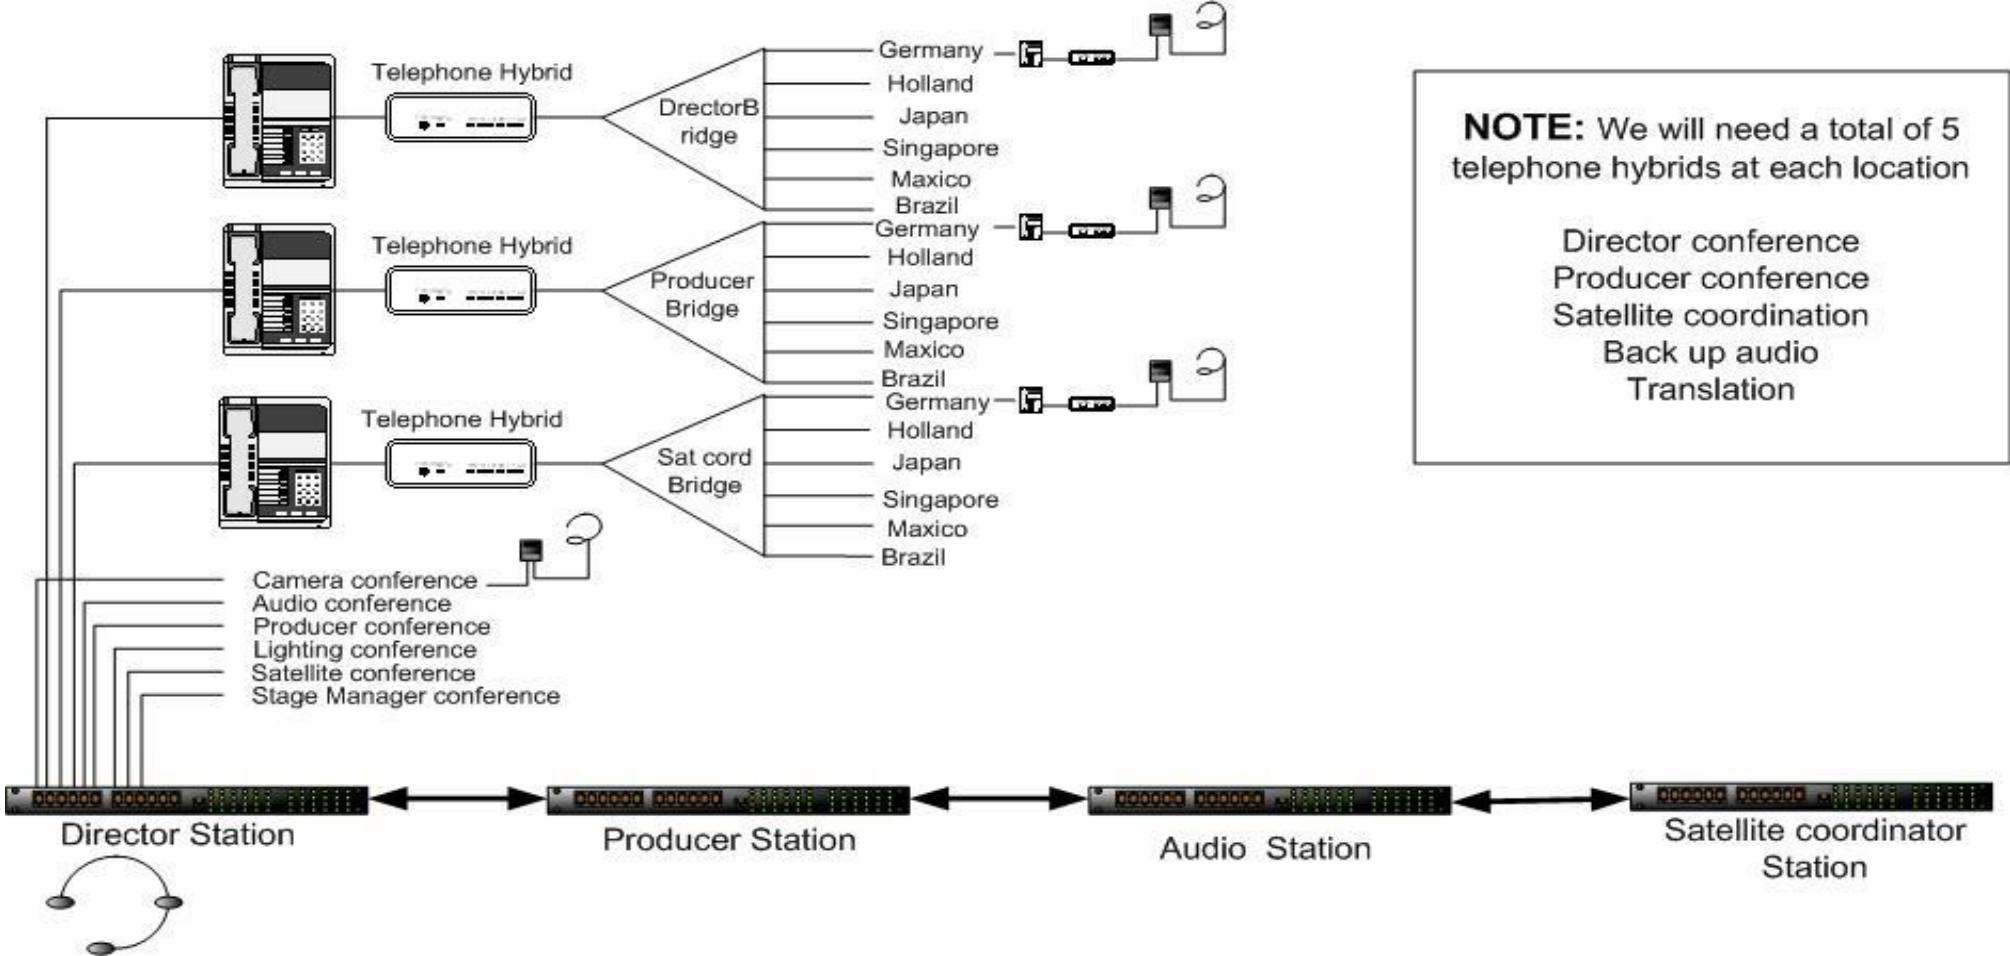 Telephone Hybrid
DrectorB
ridge
Germany
Holland
Japan
Singapore
Maxico
Brazil
Telephone Hybrid
Producer
Bridge
Germany
Holland
Japan
Singapore
Maxico
Brazil
Telephone Hybrid
Sat cord
Bridge
Germany
Holland
Japan
Singapore
Maxico
Brazil
NOTE: We will need a total of 5
telephone hybrids at each location
Director conference
Producer conference
Satellite coordination
Back up audio
Translation
Camera conference
Audio conference
Producer conference
Lighting conference
Satellite conference
Stage Manager conference
Director Station
Producer Station
Audio Station
Satellite coordinator
Station